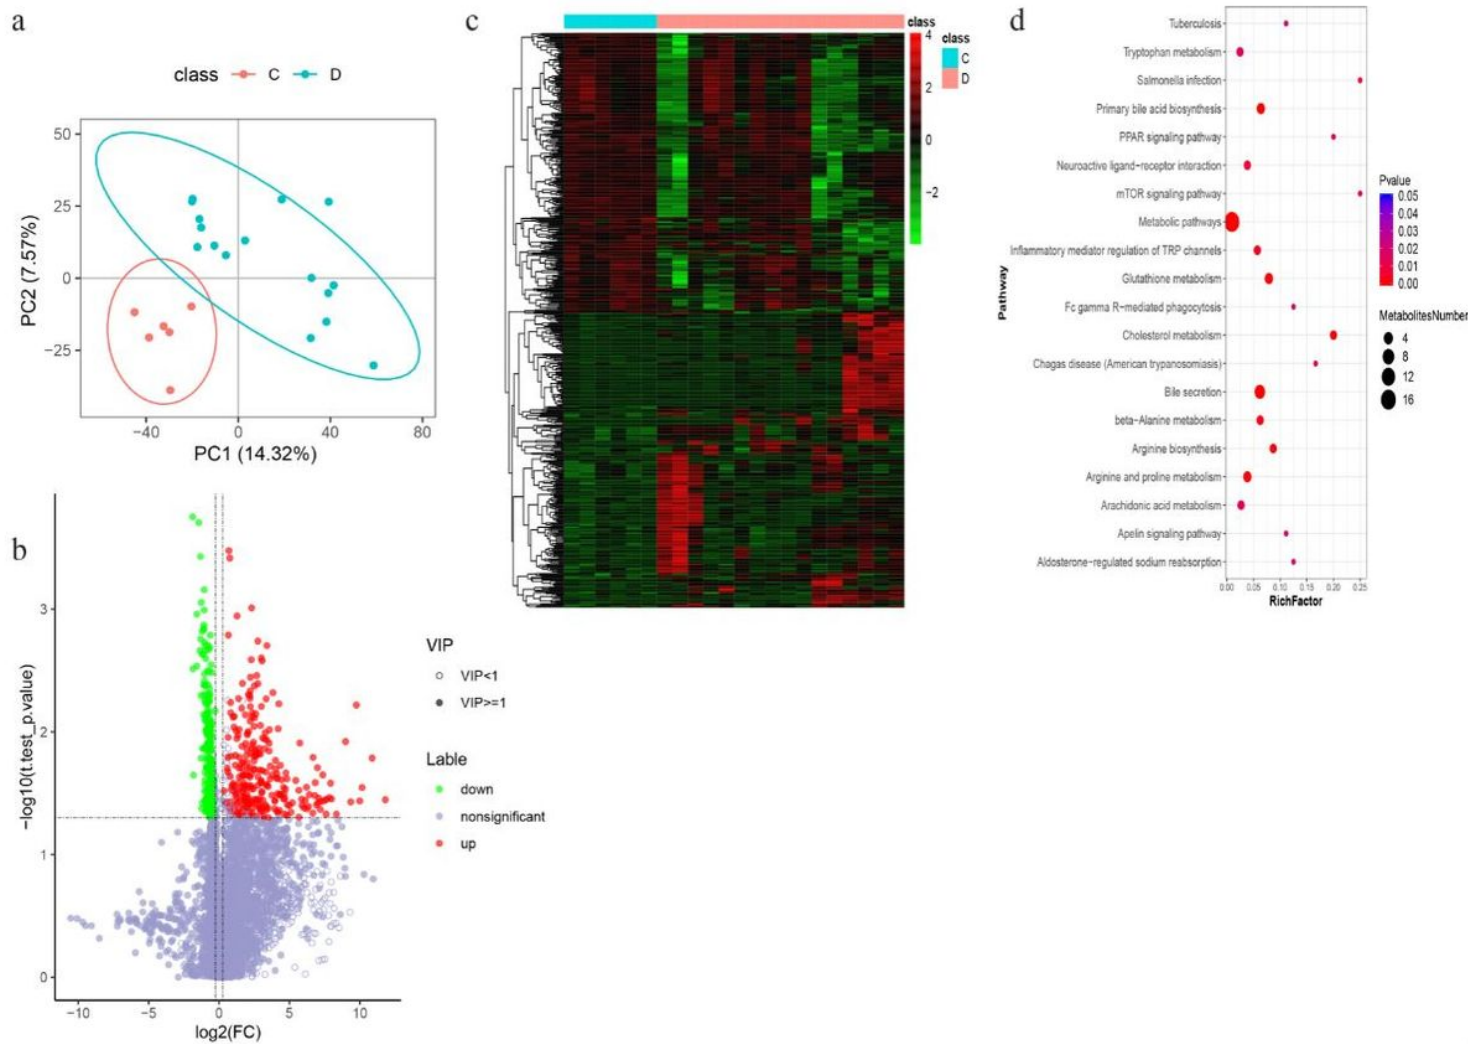 a
class C D
50
25
0
−25
PC2 (7.57%)
−40 0 40 80
PC1 (14.32%)
b
3
2
1
0
−log10(t.test_p.value)
−10 −5 0 5 10
log2(FC)
VIP
VIP<1
VIP>=1
Lable
down
nonsignificant
up
c
class
4
2
0
−2
class
C
D
d
Pathway
Tuberculosis
Tryptophan metabolism
Salmonella infection
Primary bile acid biosynthesis
PPAR signaling pathway
Neuroactive ligand−receptor interaction
mTOR signaling pathway
Metabolic pathways
Inflammatory mediator regulation of TRP channels
Glutathione metabolism
Fc gamma R−mediated phagocytosis
Cholesterol metabolism
Chagas disease (American trypanosomiasis)
Bile secretion
beta−Alanine metabolism
Arginine biosynthesis
Arginine and proline metabolism
Arachidonic acid metabolism
Apelin signaling pathway
Aldosterone−regulated sodium reabsorption
0.00 0.05 0.10 0.15 0.20 0.25
RichFactor
Pvalue
0.05
0.04
0.03
0.02
0.01
0.00
MetabolitesNumber
4
8
12
16